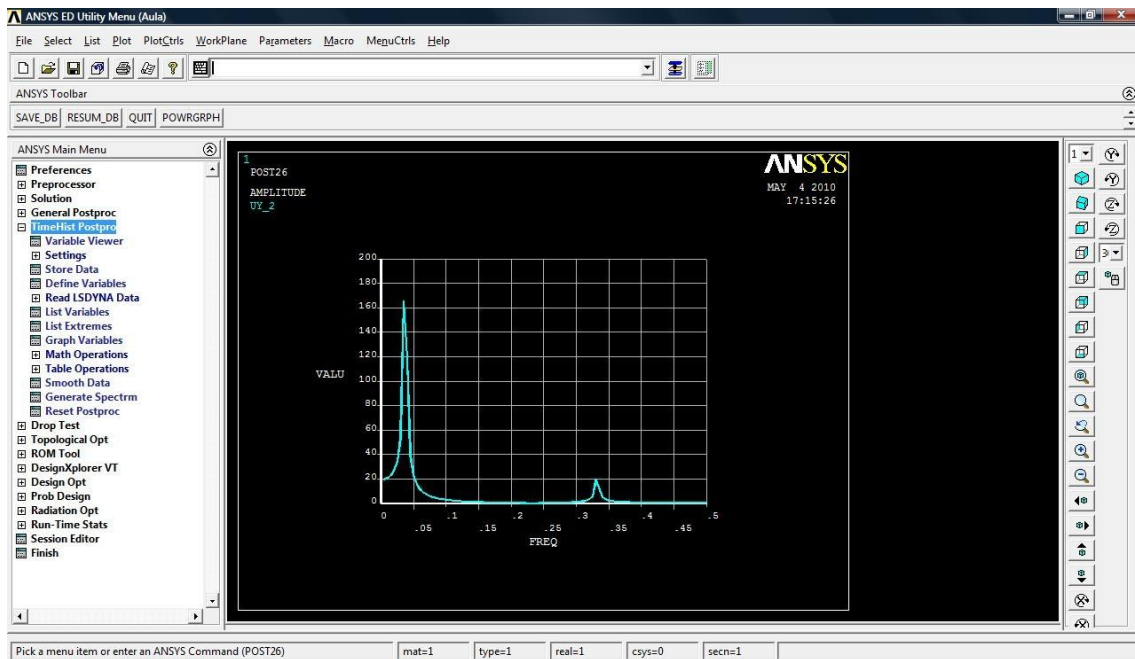 ANSYS ED Utility Menu (Aula)
File Select List Plot PlotCtrls WorkPlane Parameters Macro MenuCtrls Help
ANSYS Toolbar
SAVE_DB RESUM_DB QUIT POWRGRPH
ANSYS Main Menu
Preferences
Preprocessor
Solution
General Postproc
TimeHist Postpro
Variable Viewer
Settings
Store Data
Define Variables
Read LSDYNA Data
List Variables
List Extremes
Graph Variables
Math Operations
Table Operations
Smooth Data
Generate Spectrm
Reset Postproc
Drop Test
Topological Opt
ROM Tool
DesignXplorer VT
Design Opt
Prob Design
Radiation Opt
Run-Time Stats
Session Editor
Finish
1
POST26
AMPLITUDE
UY_2
ANSYS
MAY 4 2010
17:15:26
200
180
160
140
120
VALU
100
80
60
40
20
0
0 .1 .2 .3 .4 .5
.05 .15 .25 .35 .45
FREQ
1
Pick a menu item or enter an ANSYS Command (POST26) mat=1 type=1 real=1 csys=0 secn=1